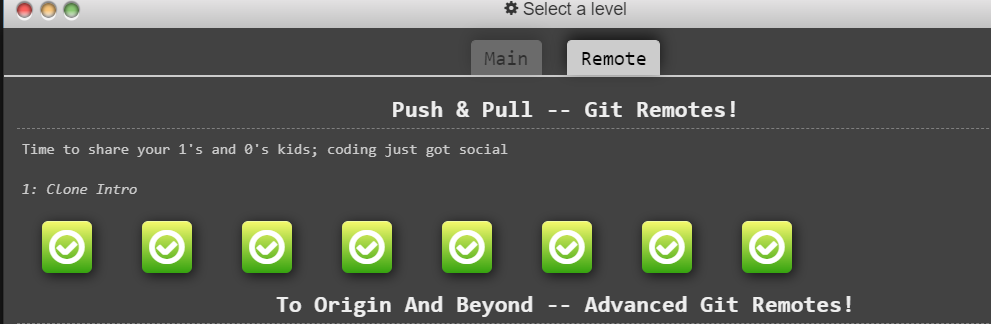 Select a level
Main
Remote
Push & Pull -- Git Remotes!
Time to share your 1's and 0's kids; coding just got social
1: Clone Intro
To Origin And Beyond -- Advanced Git Remotes!